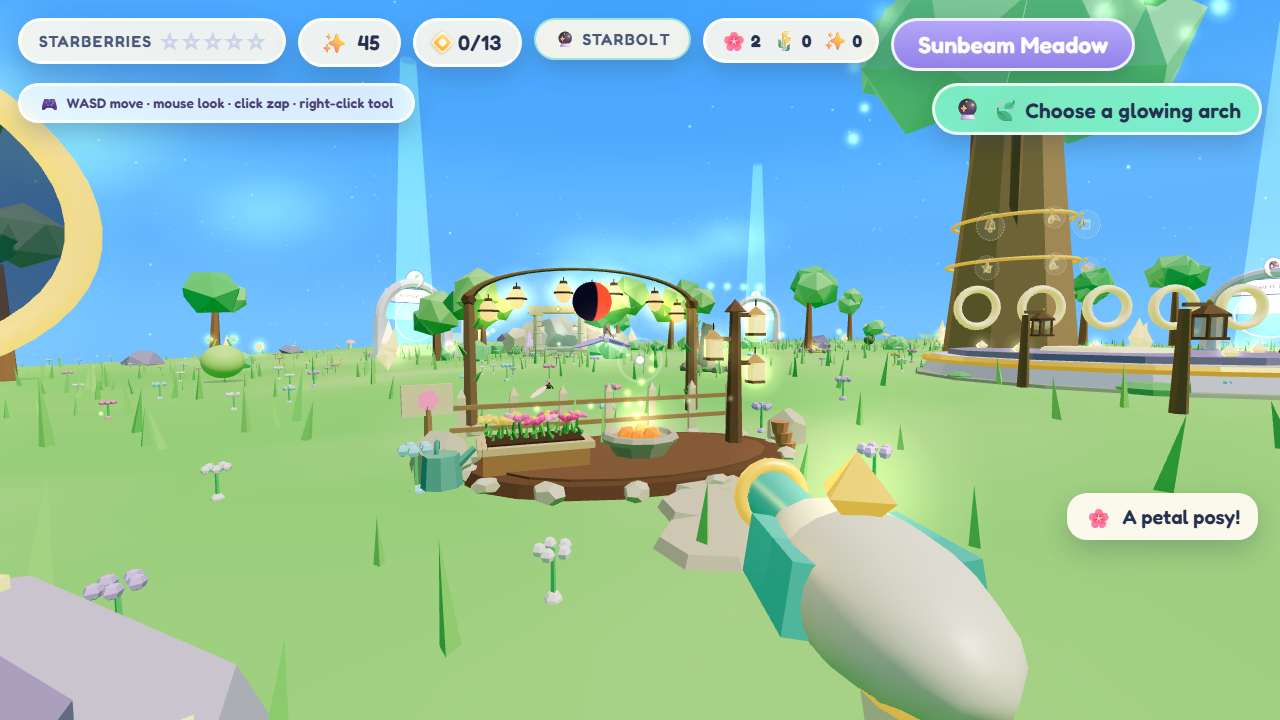 STARBERRIES
45
0/13
STARBOLT
2
0
0
Sunbeam Meadow
WASD move · mouse look · click zap · right-click tool
Choose a glowing arch
A petal posy!